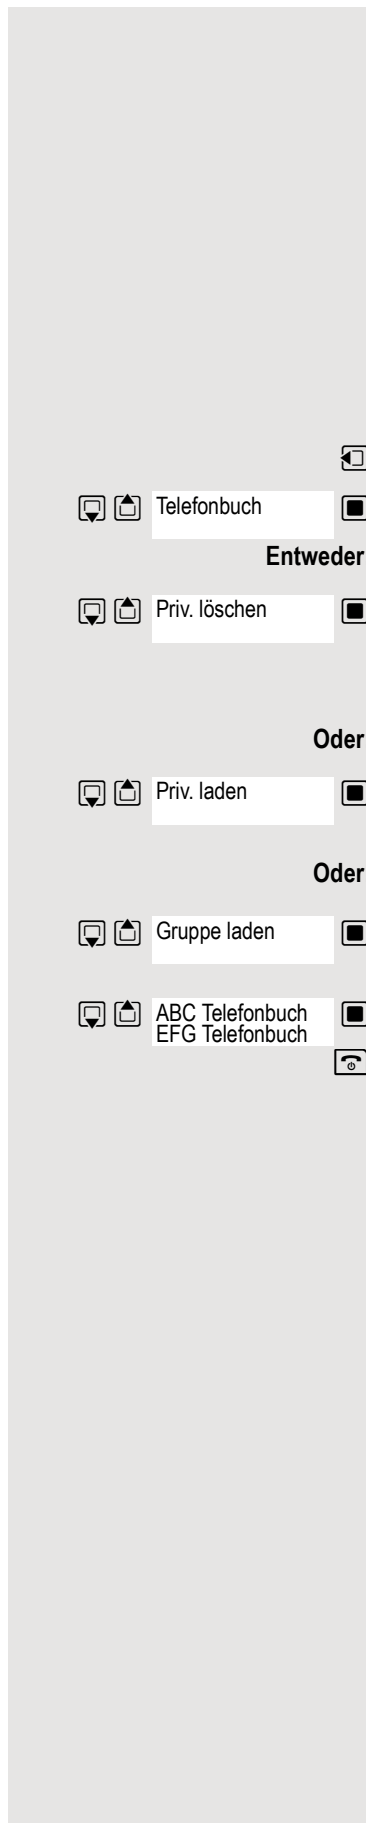 Telefonbuch
Entweder
Priv. löschen
Oder
Priv. laden
Oder
Gruppe laden
ABC Telefonbuch
EFG Telefonbuch